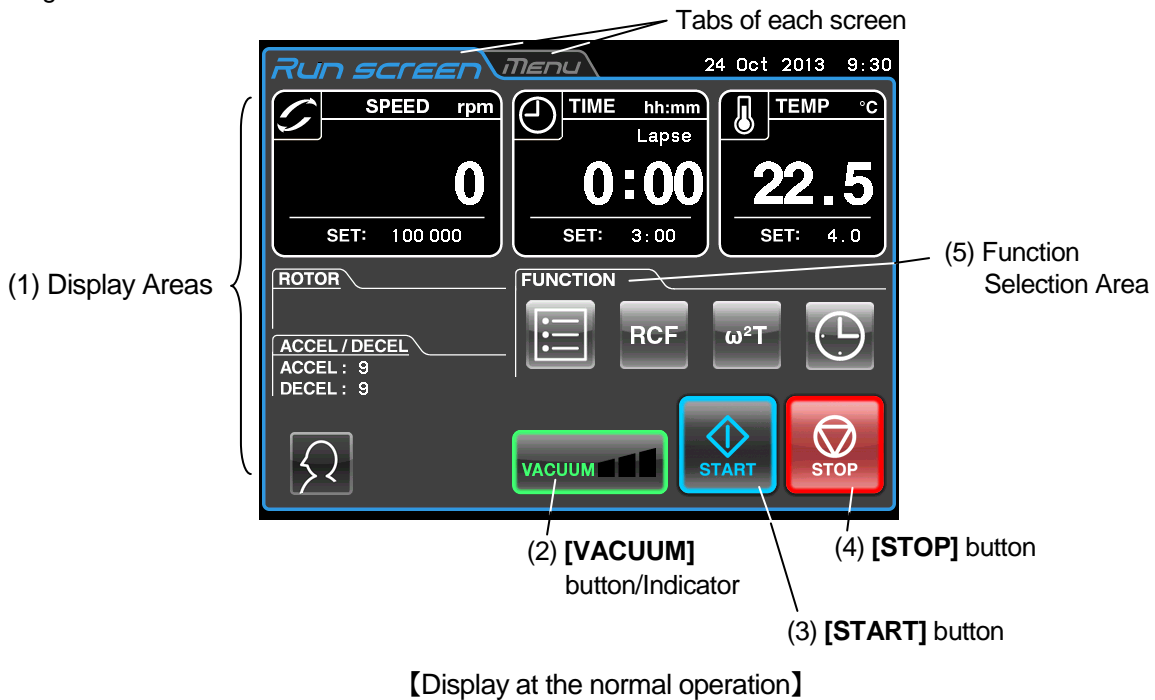 Tabs of each screen
Run screen Menu 24 Oct 2013 9:30
SPEED rpm
0
SET: 100 000
TIME hh:mm
Lapse
0:00
SET: 3:00
TEMP °C
22.5
SET: 4.0
(1) Display Areas
(5) Function
Selection Area
ROTOR
ACCEL / DECEL
ACCEL : 9
DECEL : 9
FUNCTION
RCF
ω²T
VACUUM
START
STOP
(2) [VACUUM]
button/Indicator
(4) [STOP] button
(3) [START] button
【Display at the normal operation】